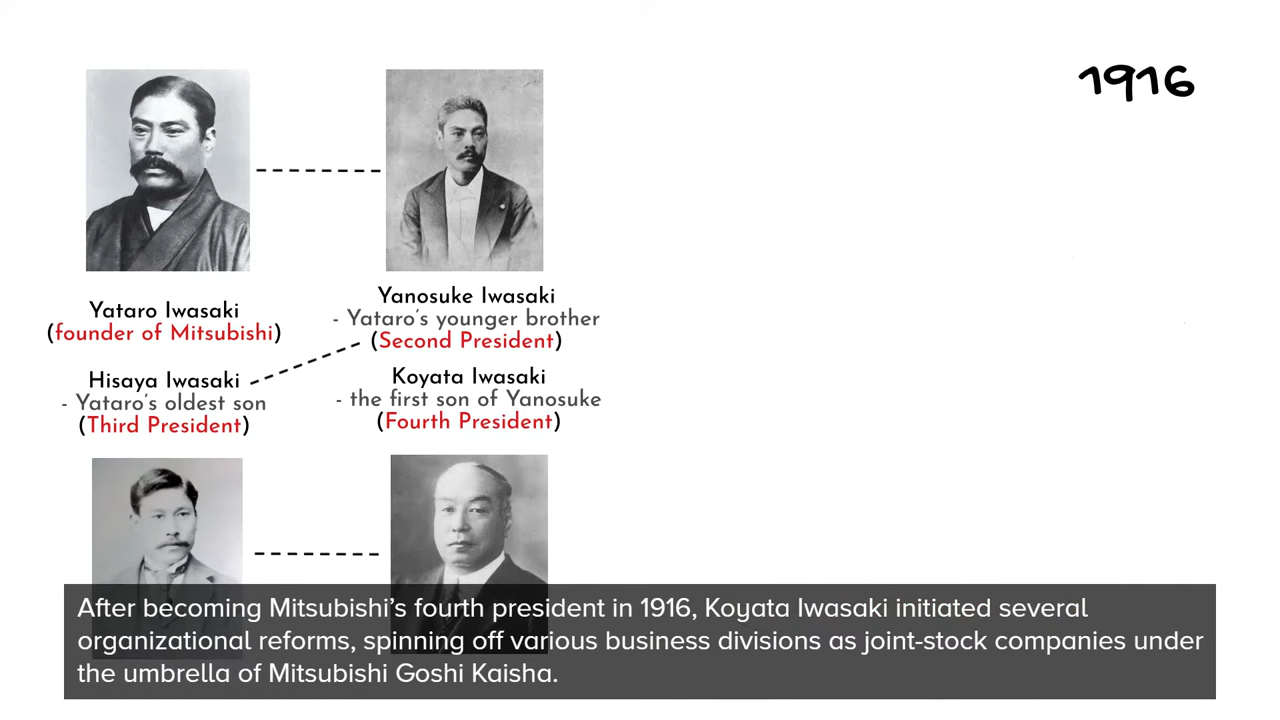 1916
Yataro Iwasaki
(founder of Mitsubishi)
Yanosuke Iwasaki
- Yataro's younger brother
(Second President)
Hisaya Iwasaki
- Yataro's oldest son
(Third President)
Koyata Iwasaki
- the first son of Yanosuke
(Fourth President)
After becoming Mitsubishi's fourth president in 1916, Koyata Iwasaki initiated several
organizational reforms, spinning off various business divisions as joint-stock companies under
the umbrella of Mitsubishi Goshi Kaisha.